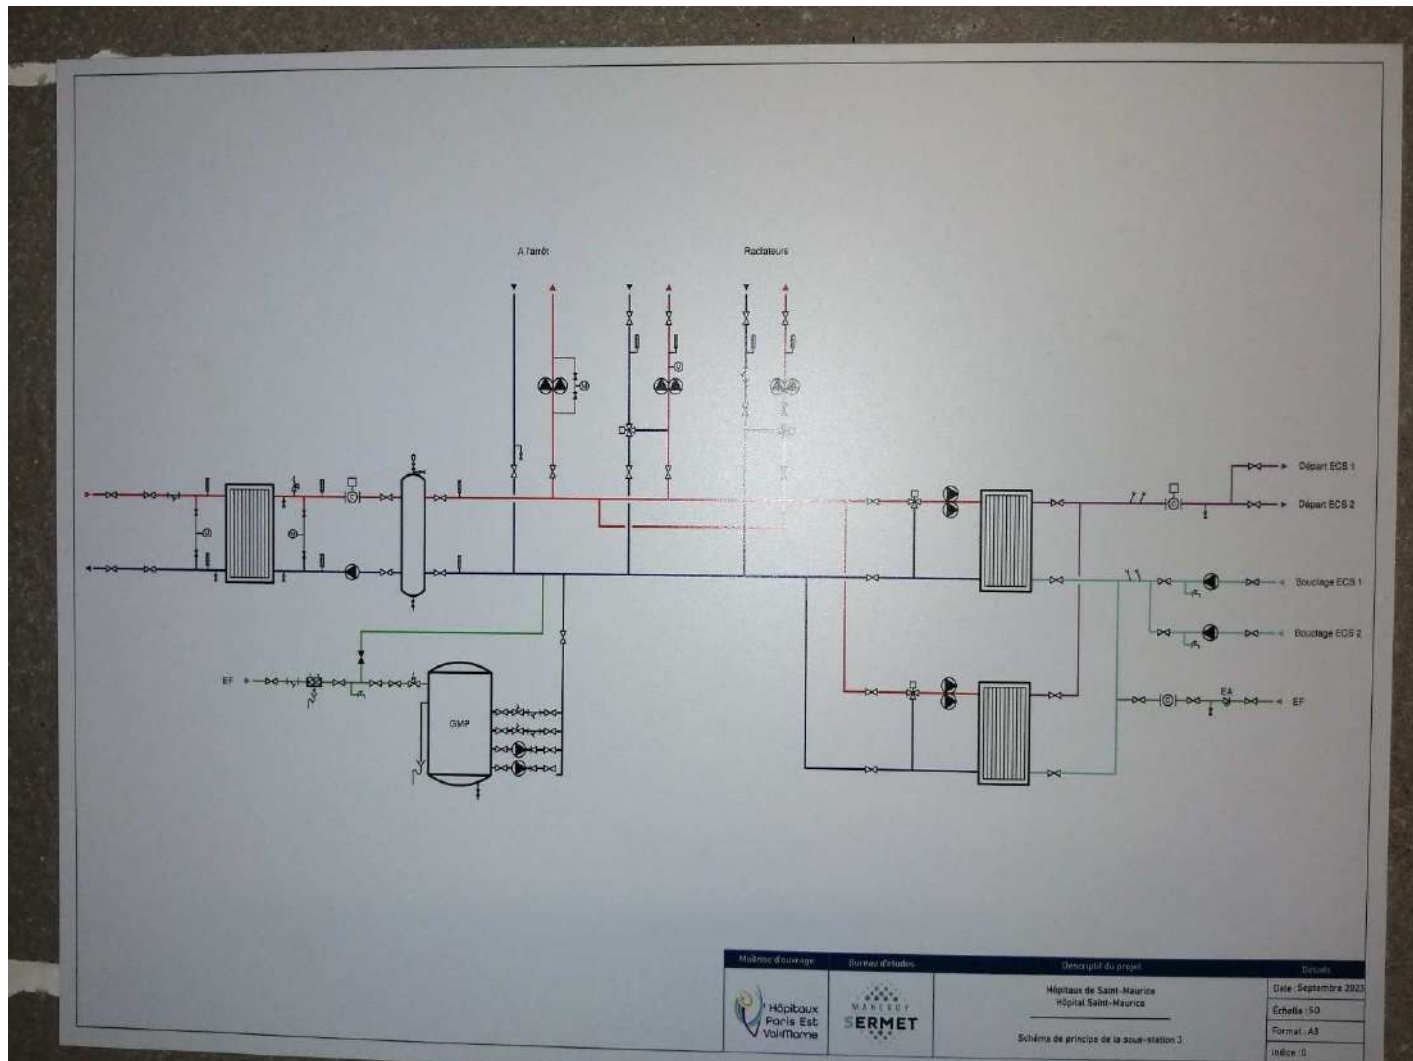 A l'arrêt
Radiateurs
Départ ECS 1
Départ ECS 2
Bouclage ECS 1
Bouclage ECS 2
EF
GMP
EA
EF
Maîtrise d'ouvrage
Bureau d'études
Descriptif du projet
Détails
Hôpitaux
Paris Est
Val-de-Marne
MANERGY
SERMET
Hôpitaux de Saint-Maurice
Hôpital Saint-Maurice
Schéma de principe de la sous-station 3
Date : Septembre 2023
Échelle : SO
Format : A3
Indice : 0